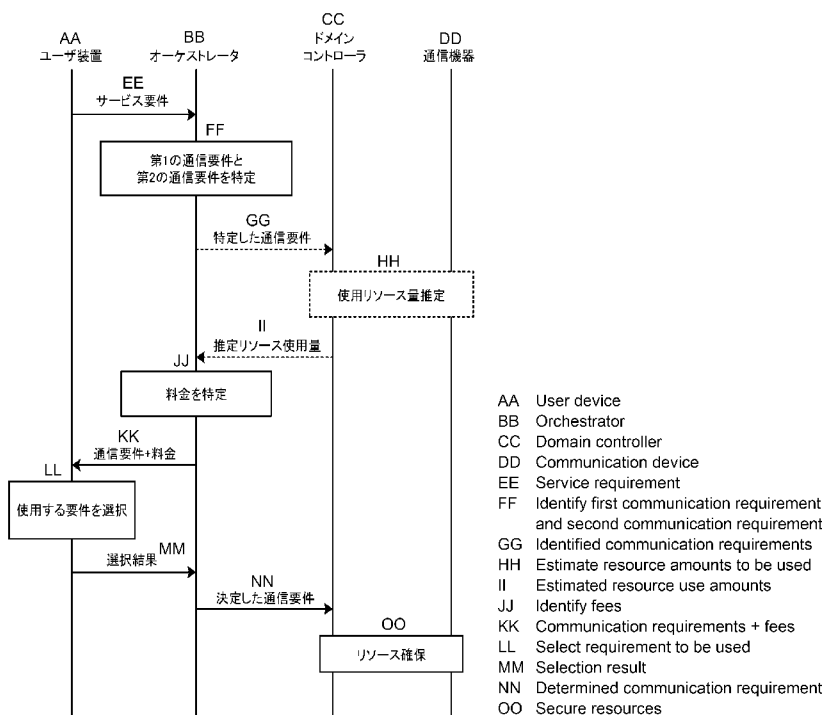 AA
ユーザ装置
BB
オーケストレータ
CC
ドメイン
コントローラ
DD
通信機器
EE
サービス要件
FF
第1の通信要件と
第2の通信要件を特定
GG
特定した通信要件
HH
使用リソース量推定
II
推定リソース使用量
JJ
料金を特定
KK
通信要件+料金
LL
使用する要件を選択
MM
選択結果
NN
決定した通信要件
OO
リソース確保
AA User device
BB Orchestrator
CC Domain controller
DD Communication device
EE Service requirement
FF Identify first communication requirement
and second communication requirement
GG Identified communication requirements
HH Estimate resource amounts to be used
II Estimated resource use amounts
JJ Identify fees
KK Communication requirements + fees
LL Select requirement to be used
MM Selection result
NN Determined communication requirement
OO Secure resources